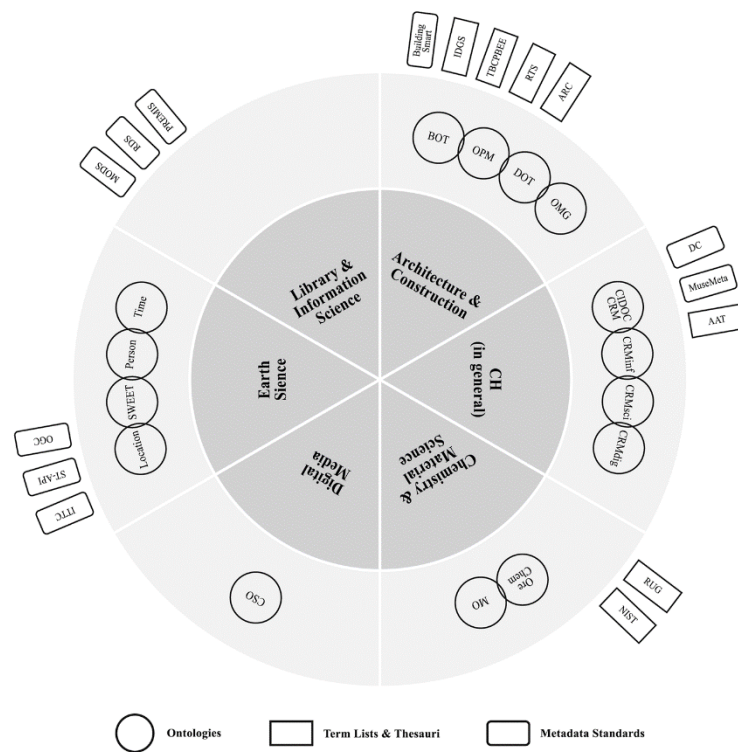 Building
Smart
IDGS
TBCPBEE
RTS
ARC
PREMIS
RDS
MODS
BOT
OPM
DOT
OMG
DC
MuseMeta
AAT
Library &
Information
Science
Architecture &
Construction
CH
(in general)
Chemistry &
Material
Science
Digital
Media
Earth
Sience
CIDOC
CRM
CRMinf
CRMsci
CRMdig
Time
Person
SWEET
Location
OGC
ST-API
ITTC
CSO
MO
Ore
Chem
RUG
NIST
Ontologies
Term Lists & Thesauri
Metadata Standards